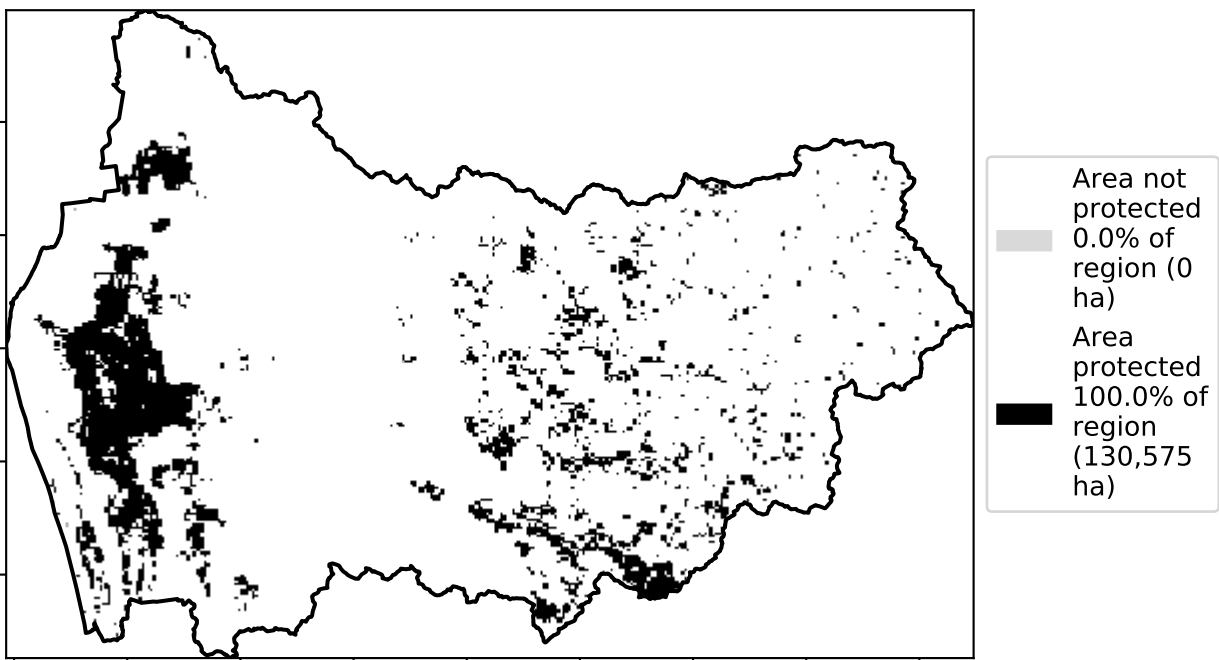 Area not
protected
0.0% of
region (0
ha)
Area
protected
100.0% of
region
(130,575
ha)